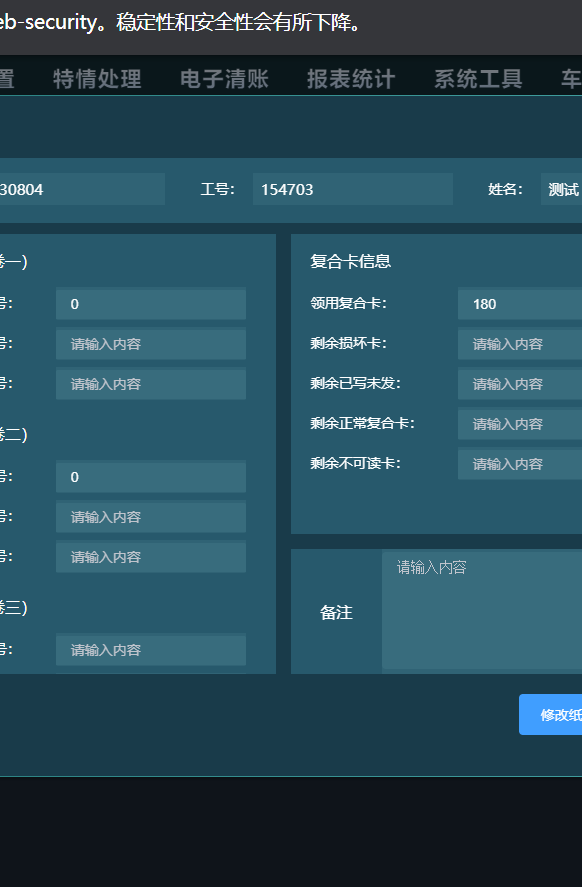 eb-security。稳定性和安全性会有所下降。
置 特情处理 电子清账 报表统计 系统工具 车
30804 工号： 154703 姓名： 测试
卷一)
号： 0
号： 请输入内容
号： 请输入内容
卷二)
号： 0
号： 请输入内容
号： 请输入内容
卷三)
号： 请输入内容
复合卡信息
领用复合卡： 180
剩余损坏卡： 请输入内容
剩余已写未发： 请输入内容
剩余正常复合卡： 请输入内容
剩余不可读卡： 请输入内容
备注 请输入内容
修改纸